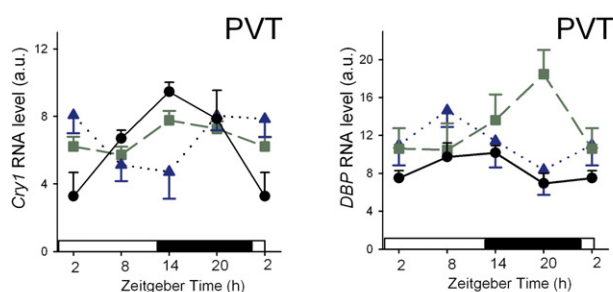 PVT
Cry1 RNA level (a.u.)
12
8
4
0
2 8 14 20 2
Zeitgeber Time (h)
PVT
DBP RNA level (a.u.)
20
16
12
8
4
0
2 8 14 20 2
Zeitgeber Time (h)